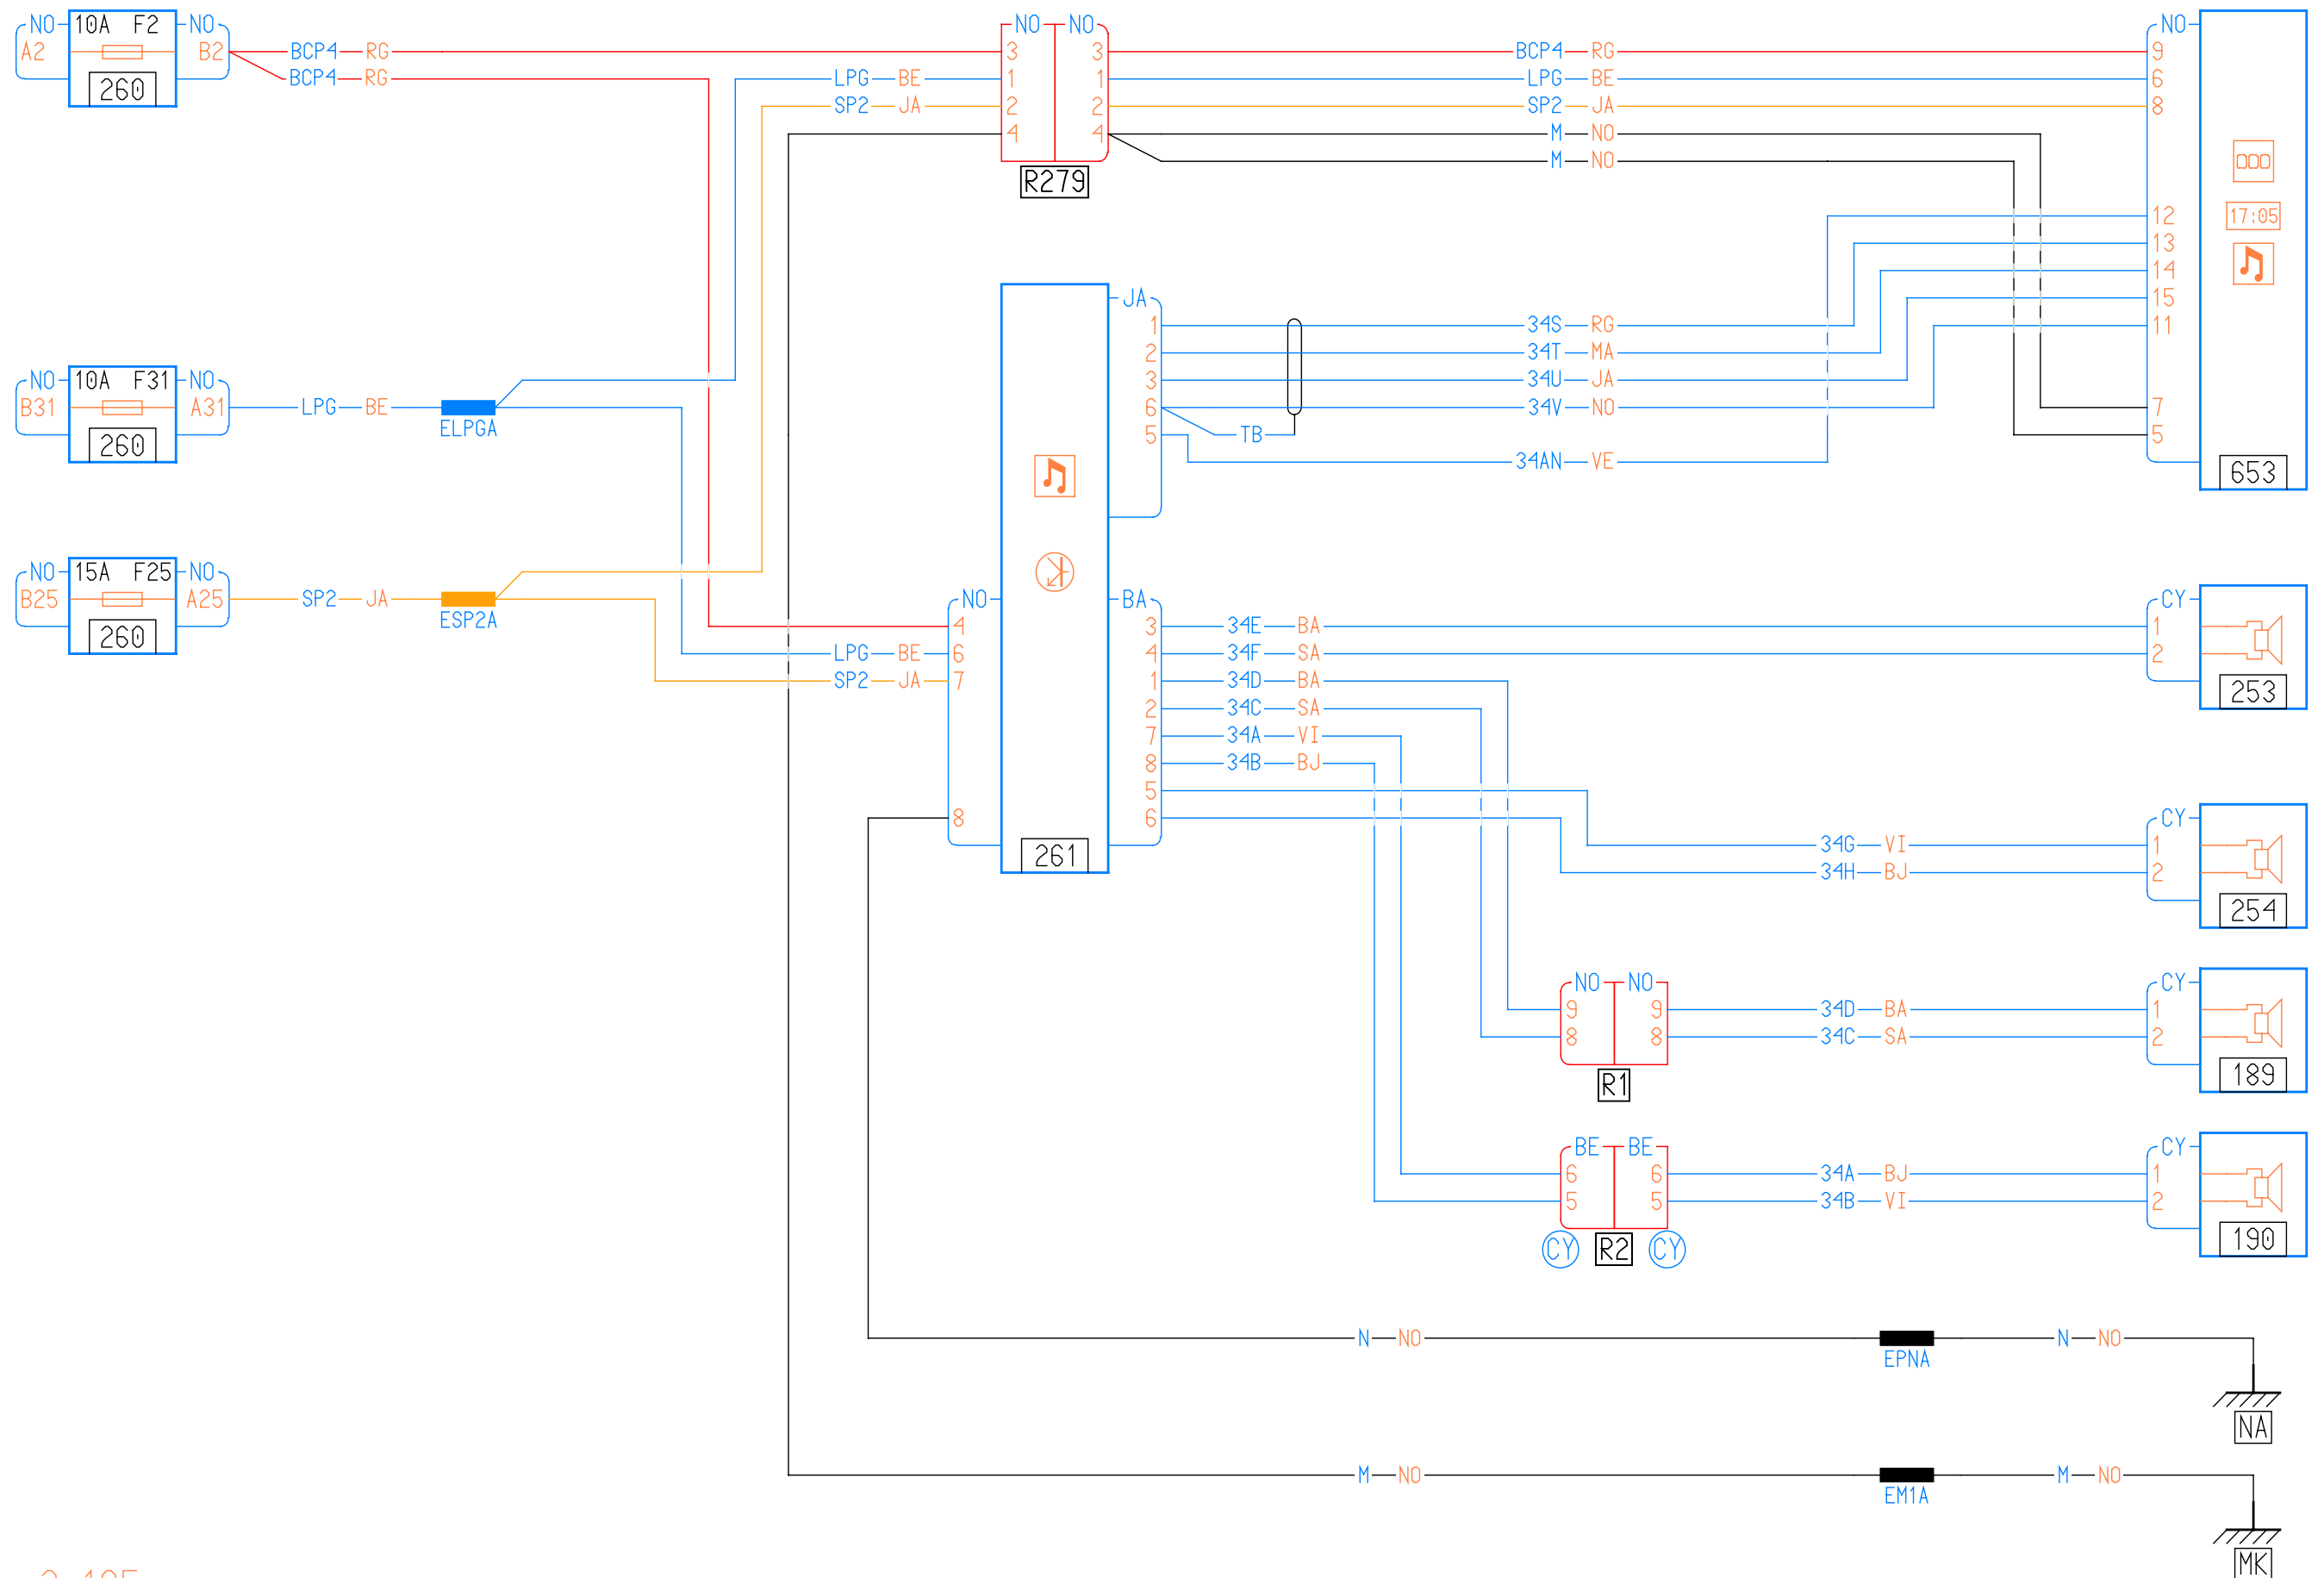 NO 10A F2 NO
A2 B2
260
BCP4 RG
BCP4 RG
NO NO
3 3
1 1
2 2
4 4
R279
LPG BE
SP2 JA
BCP4 RG
LPG BE
SP2 JA
M NO
M NO
NO
9
6
8
12
13
14
15
11
7
5
17:05
653
NO 10A F31 NO
B31 A31
260
LPG BE
ELPGA
JA
1 34S RG
2 34T MA
3 34U JA
6 34V NO
TB
5 34AN VE
NO 15A F25 NO
B25 A25
260
SP2 JA
ESP2A
NO
4
LPG BE 6
SP2 JA 7
8
261
BA
3 34E BA
4 34F SA
1 34D BA
2 34C SA
7 34A VI
8 34B BJ
5
6
CY
1
2
253
34G VI
34H BJ
CY
1
2
254
NO NO
9 9
8 8
R1
34D BA
34C SA
CY
1
2
189
BE BE
6 6
5 5
CY R2 CY
34A BJ
34B VI
CY
1
2
190
N NO
EPNA
N NO
NA
M NO
EM1A
M NO
MK